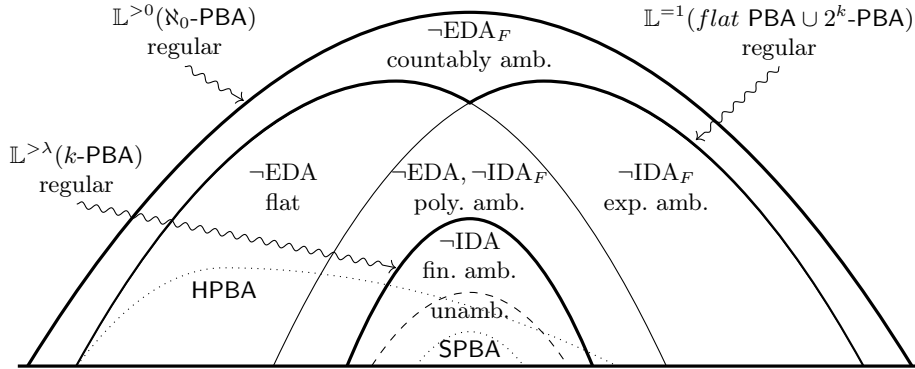 𝕃^{>0}(ℵ₀-PBA)
regular
¬EDA_F
countably amb.
𝕃^{=1}(flat PBA ∪ 2^k-PBA)
regular
𝕃^{>λ}(k-PBA)
regular
¬EDA
flat
¬EDA, ¬IDA_F
poly. amb.
¬IDA_F
exp. amb.
¬IDA
fin. amb.
HPBA
unamb.
SPBA